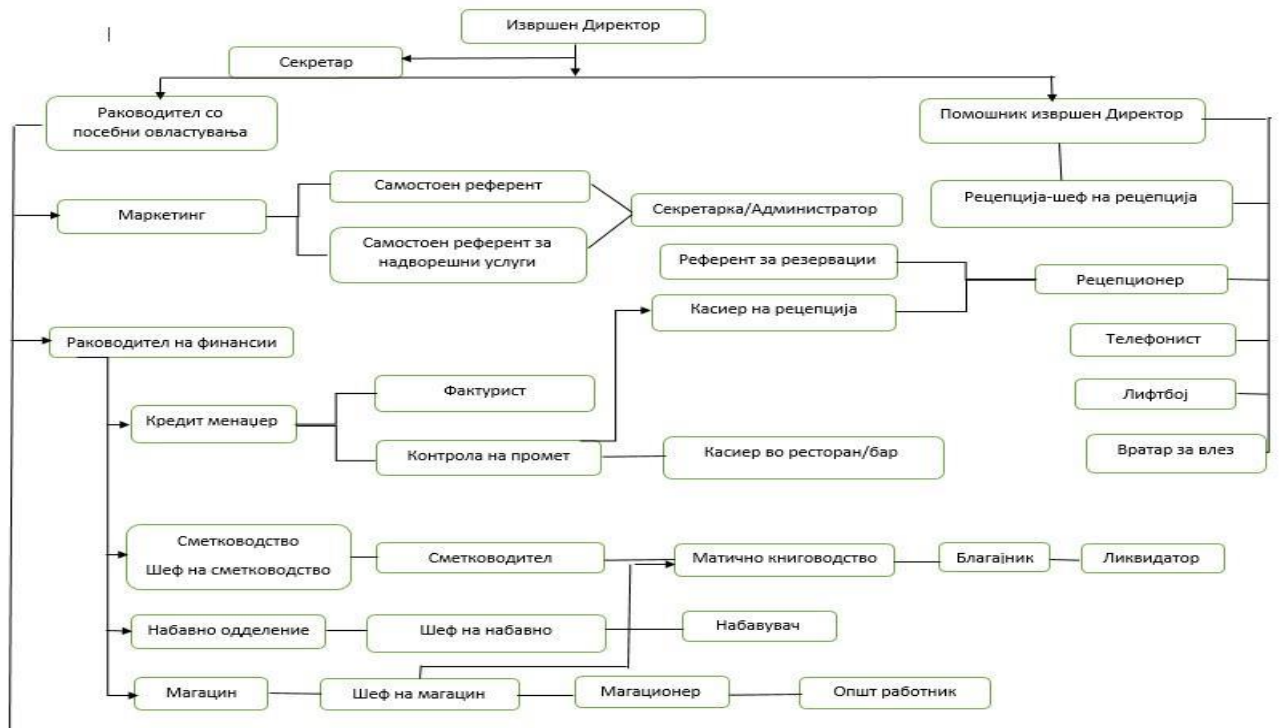 Извршен Директор
Секретар
Раководител со
посебни овластувања
Помошник извршен Директор
Самостоен референт
Маркетинг
Секретарка/Администратор
Рецепција-шеф на рецепција
Самостоен референт за
надворешни услуги
Референт за резервации
Рецепционер
Касиер на рецепција
Раководител на финансии
Телефонист
Фактурист
Лифтбој
Кредит менаџер
Контрола на промет
Касиер во ресторан/бар
Вратар за влез
Сметководство
Шеф на сметководство
Сметководител
Матично книговодство
Благајник
Ликвидатор
Набавно одделение
Шеф на набавно
Набавувач
Магацин
Шеф на магацин
Магационер
Општ работник